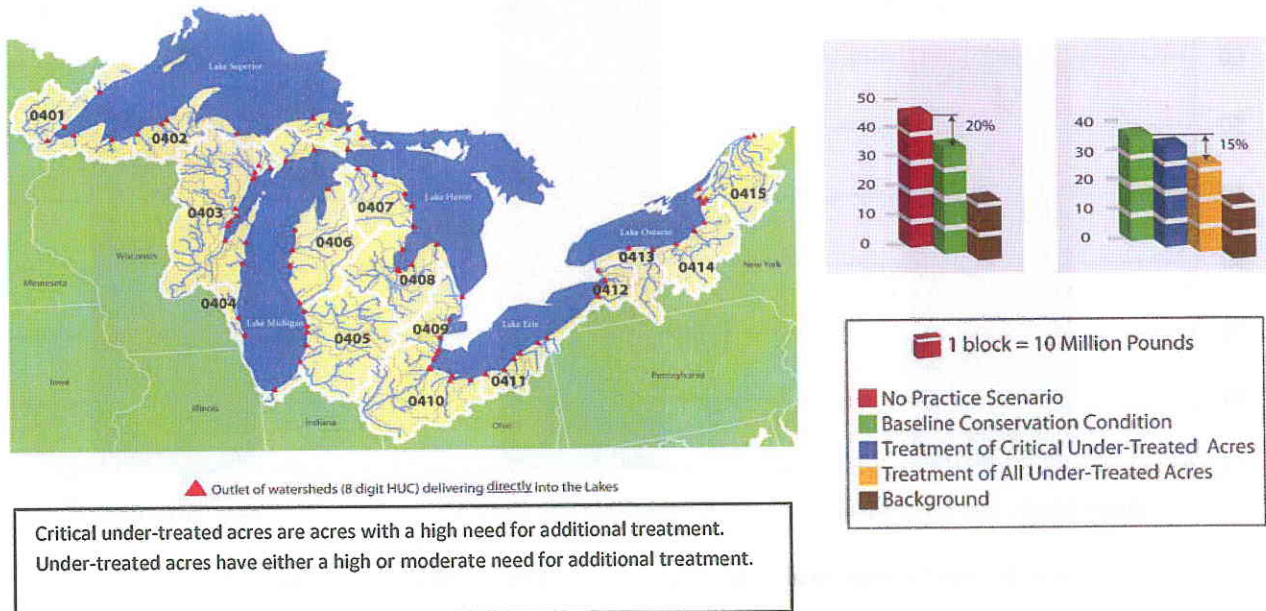 Lake Superior
0401
0402
0403
0407
Lake Huron
0406
0415
Lake Ontario
0413
0414
0408
0412
New York
Wisconsin
Minnesota
0404
Lake Michigan
0405
0409
Lake Erie
0411
0410
Pennsylvania
Iowa
Illinois
Indiana
Ohio
Outlet of watersheds (8 digit HUC) delivering directly into the Lakes
Critical under-treated acres are acres with a high need for additional treatment.
Under-treated acres have either a high or moderate need for additional treatment.
50
40
30
20
10
0
20%
40
30
20
10
0
15%
1 block = 10 Million Pounds
No Practice Scenario
Baseline Conservation Condition
Treatment of Critical Under-Treated Acres
Treatment of All Under-Treated Acres
Background